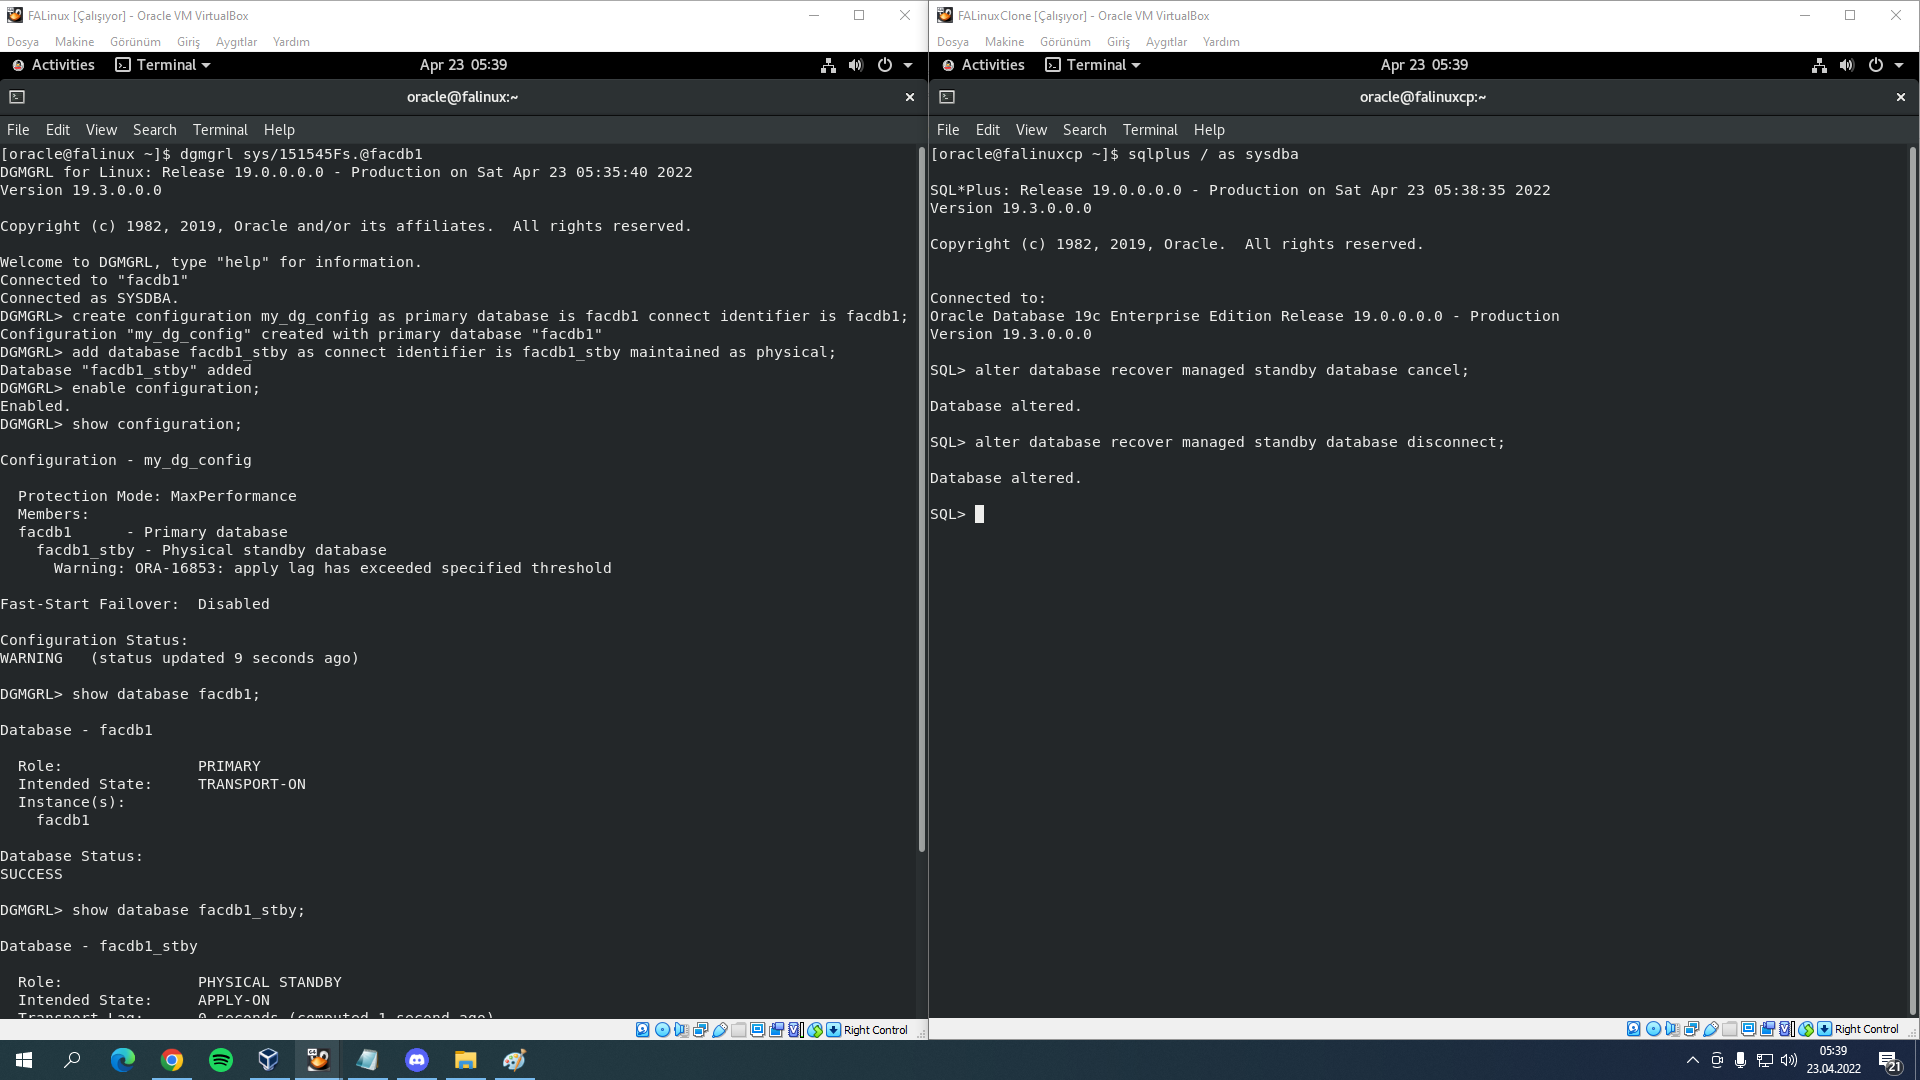 FALinux [Çalışıyor] - Oracle VM VirtualBox
Dosya Makine Görünüm Giriş Aygıtlar Yardım
Activities Terminal Apr 23 05:39
oracle@falinux:~
File Edit View Search Terminal Help
[oracle@falinux ~]$ dgmgrl sys/151545Fs.@facdb1
DGMGRL for Linux: Release 19.0.0.0.0 - Production on Sat Apr 23 05:35:40 2022
Version 19.3.0.0.0
Copyright (c) 1982, 2019, Oracle and/or its affiliates.  All rights reserved.
Welcome to DGMGRL, type "help" for information.
Connected to "facdb1"
Connected as SYSDBA.
DGMGRL> create configuration my_dg_config as primary database is facdb1 connect identifier is facdb1;
Configuration "my_dg_config" created with primary database "facdb1"
DGMGRL> add database facdb1_stby as connect identifier is facdb1_stby maintained as physical;
Database "facdb1_stby" added
DGMGRL> enable configuration;
Enabled.
DGMGRL> show configuration;
Configuration - my_dg_config
Protection Mode: MaxPerformance
Members:
facdb1      - Primary database
facdb1_stby - Physical standby database
Warning: ORA-16853: apply lag has exceeded specified threshold
Fast-Start Failover:  Disabled
Configuration Status:
WARNING   (status updated 9 seconds ago)
DGMGRL> show database facdb1;
Database - facdb1
Role:               PRIMARY
Intended State:     TRANSPORT-ON
Instance(s):
facdb1
Database Status:
SUCCESS
DGMGRL> show database facdb1_stby;
Database - facdb1_stby
Role:               PHYSICAL STANDBY
Intended State:     APPLY-ON
Transport Lag:      0 seconds (computed 1 second ago)
Right Control
FALinuxClone [Çalışıyor] - Oracle VM VirtualBox
Dosya Makine Görünüm Giriş Aygıtlar Yardım
Activities Terminal Apr 23 05:39
oracle@falinuxcp:~
File Edit View Search Terminal Help
[oracle@falinuxcp ~]$ sqlplus / as sysdba
SQL*Plus: Release 19.0.0.0.0 - Production on Sat Apr 23 05:38:35 2022
Version 19.3.0.0.0
Copyright (c) 1982, 2019, Oracle.  All rights reserved.
Connected to:
Oracle Database 19c Enterprise Edition Release 19.0.0.0.0 - Production
Version 19.3.0.0.0
SQL> alter database recover managed standby database cancel;
Database altered.
SQL> alter database recover managed standby database disconnect;
Database altered.
SQL>
Right Control
05:39
23.04.2022
21